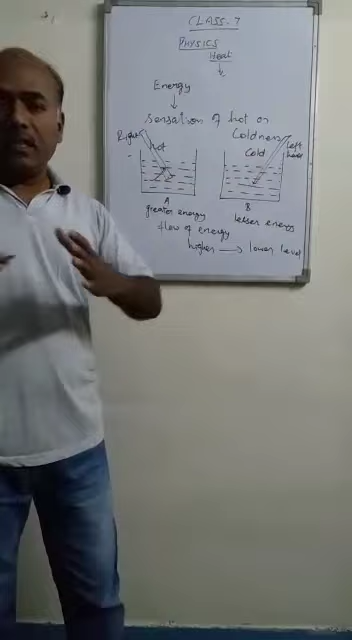 CLASS-7
PHYSICS
Heat
Energy
Sensation of hot or
Coldness
Right
hot
Cold
Left
hand
A
greater energy
B
lesser energy
flow of energy
higher → lower level